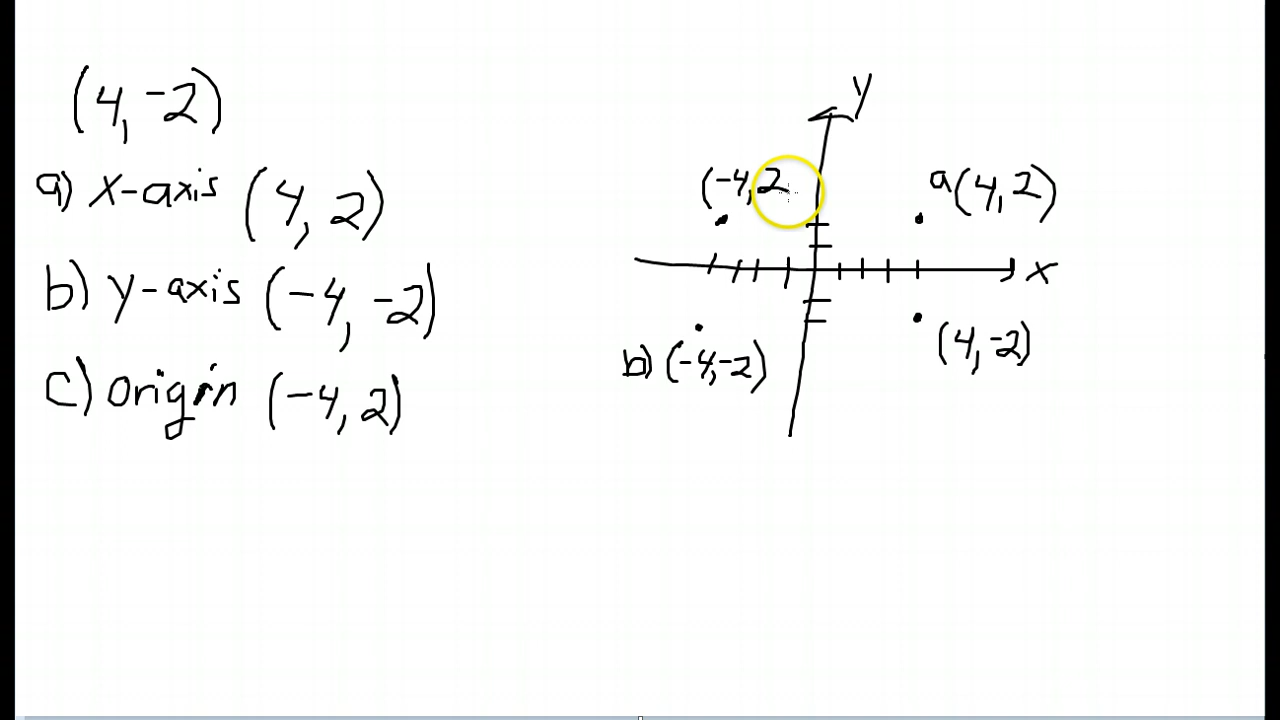 (4, -2)
a) x-axis (4, 2)
b) y-axis (-4, -2)
c) origin (-4, 2)
y
(-4, 2
a (4, 2)
x
b) (-4, -2)
(4, -2)